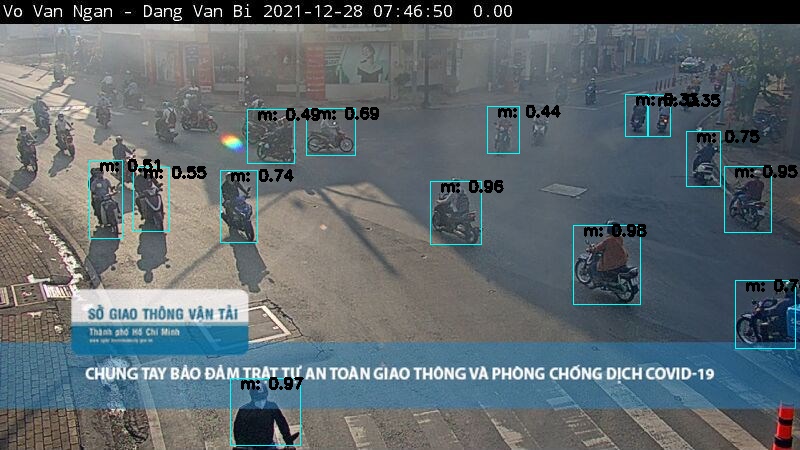 Vo Van Ngan - Dang Van Bi 2021-12-28 07:46:50 0.00
m: 0.49
m: 0.69
m: 0.44
m: 0.35
m: 0.75
m: 0.51
m: 0.55
m: 0.74
m: 0.96
m: 0.95
m: 0.98
SỞ GIAO THÔNG VẬN TẢI
Thành phố Hồ Chí Minh
CHUNG TAY BẢO ĐẢM TRẬT TỰ AN TOÀN GIAO THÔNG VÀ PHÒNG CHỐNG DỊCH COVID-19
m: 0.97